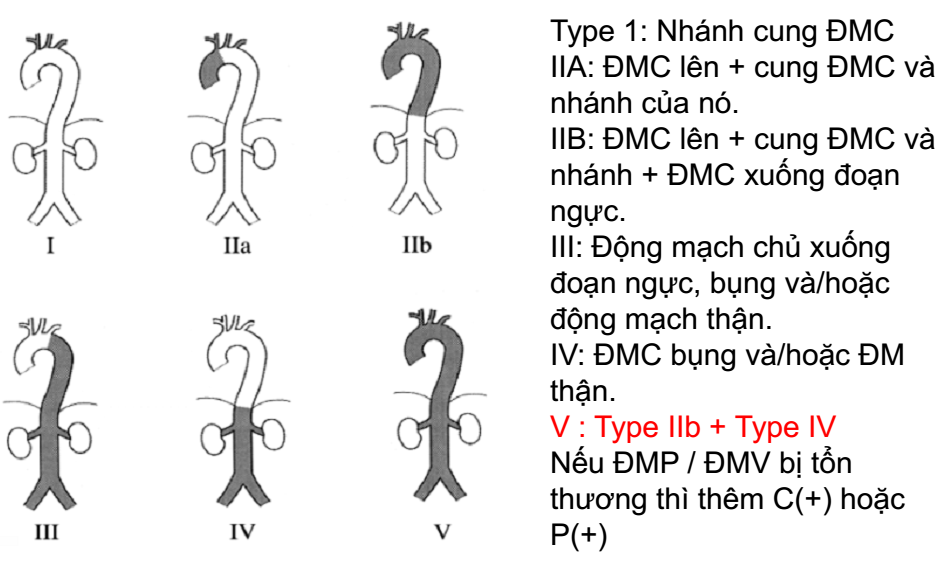 Type 1: Nhánh cung ĐMC
IIA: ĐMC lên + cung ĐMC và
nhánh của nó.
IIB: ĐMC lên + cung ĐMC và
nhánh + ĐMC xuống đoạn
ngực.
III: Động mạch chủ xuống
đoạn ngực, bụng và/hoặc
động mạch thận.
IV: ĐMC bụng và/hoặc ĐM
thận.
V : Type IIb + Type IV
Nếu ĐMP / ĐMV bị tổn
thương thì thêm C(+) hoặc
P(+)
I
IIa
IIb
III
IV
V